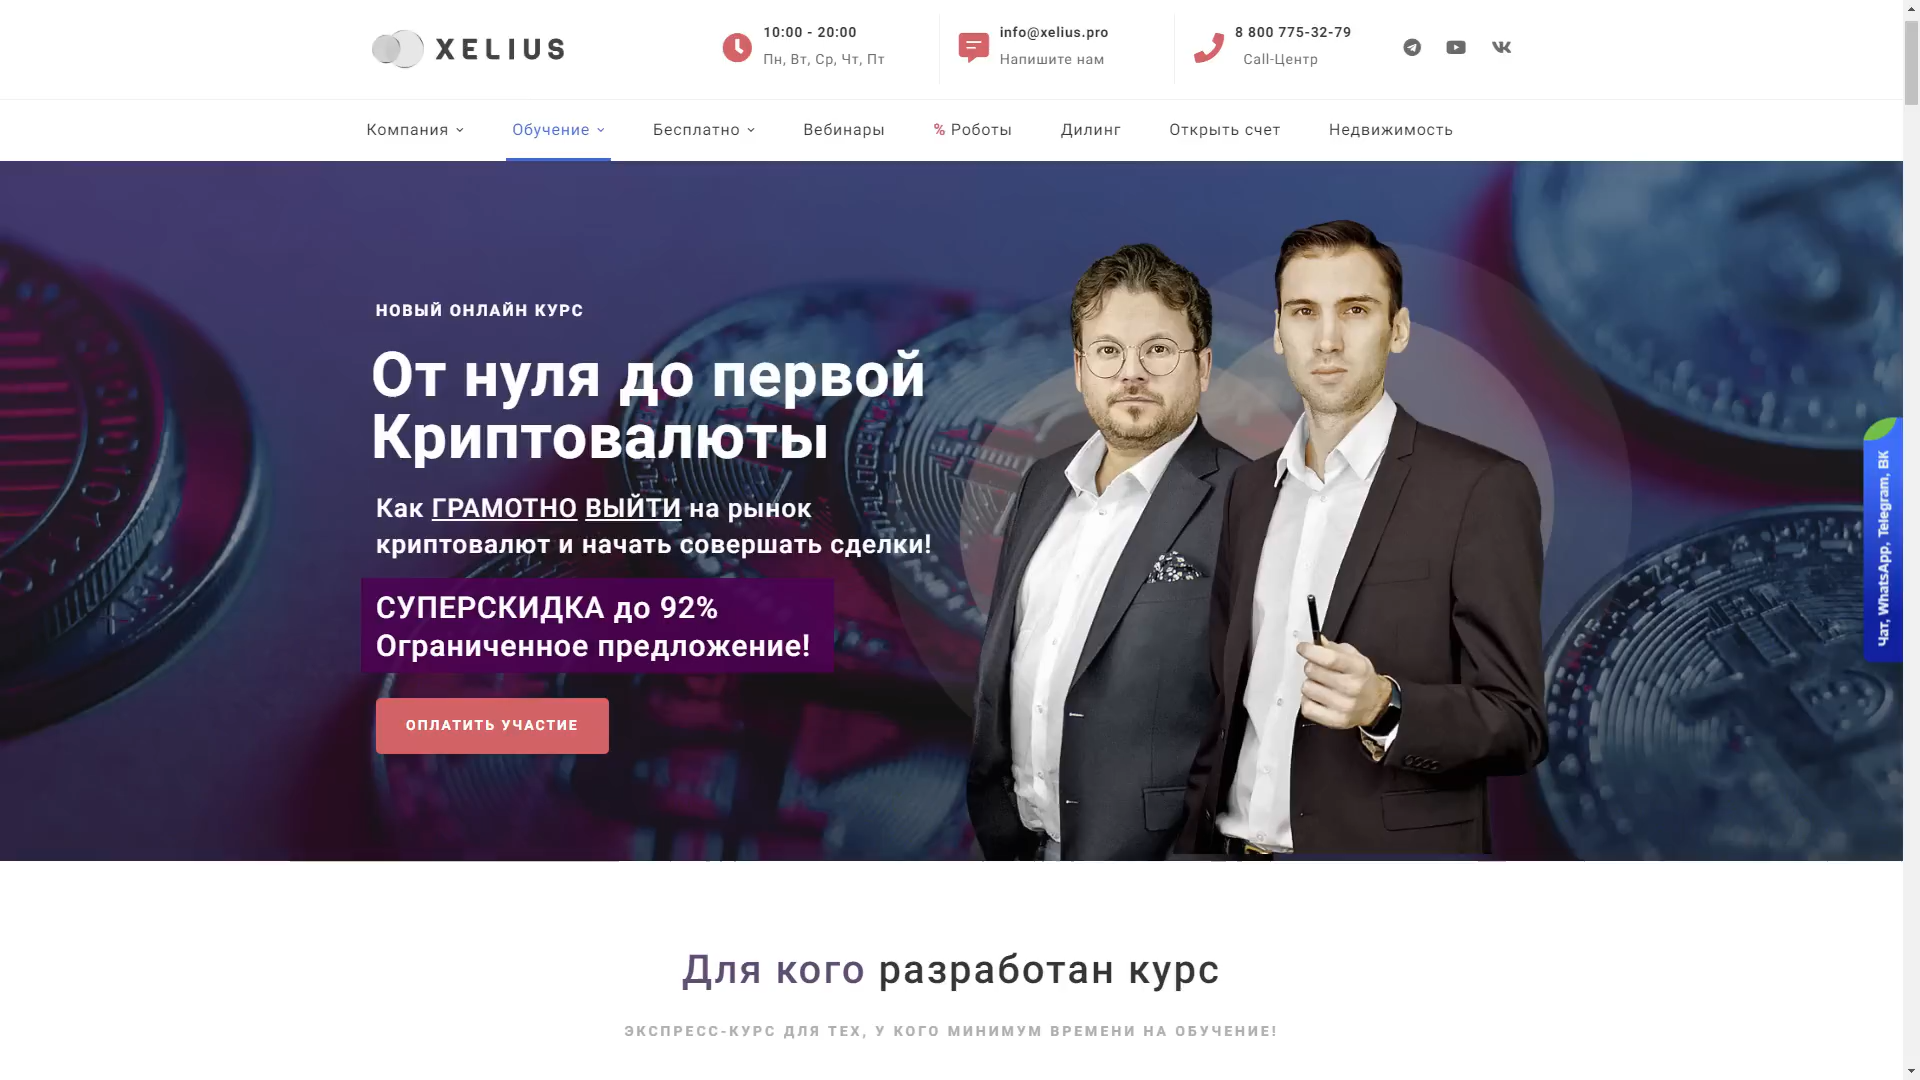 XELIUS
10:00 - 20:00
Пн, Вт, Ср, Чт, Пт
info@xelius.pro
Напишите нам
8 800 775-32-79
Call-Центр
Компания
Обучение
Бесплатно
Вебинары
% Роботы
Дилинг
Открыть счет
Недвижимость
НОВЫЙ ОНЛАЙН КУРС
От нуля до первой
Криптовалюты
Как ГРАМОТНО ВЫЙТИ на рынок
криптовалют и начать совершать сделки!
СУПЕРСКИДКА до 92%
Ограниченное предложение!
ОПЛАТИТЬ УЧАСТИЕ
Чат, WhatsApp, Telegram, ВК
Для кого разработан курс
ЭКСПРЕСС-КУРС ДЛЯ ТЕХ, У КОГО МИНИМУМ ВРЕМЕНИ НА ОБУЧЕНИЕ!